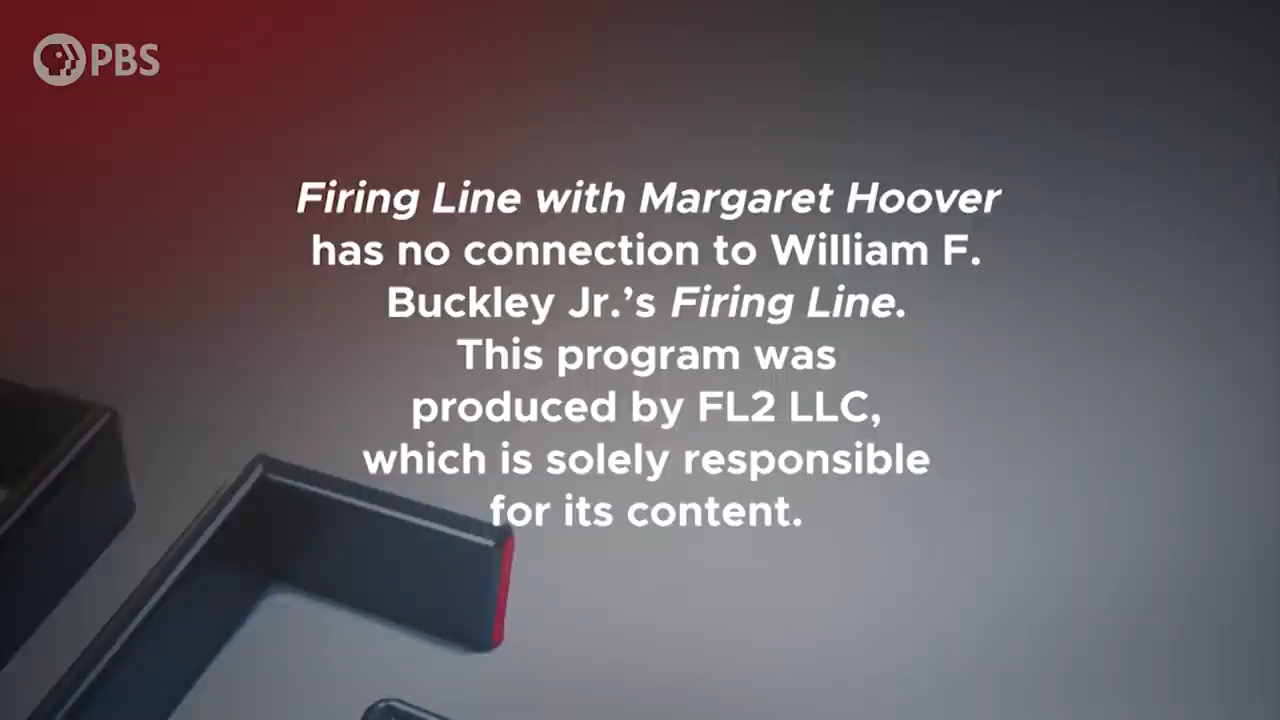 PBS
Firing Line with Margaret Hoover
has no connection to William F.
Buckley Jr.’s Firing Line.
This program was
produced by FL2 LLC,
which is solely responsible
for its content.